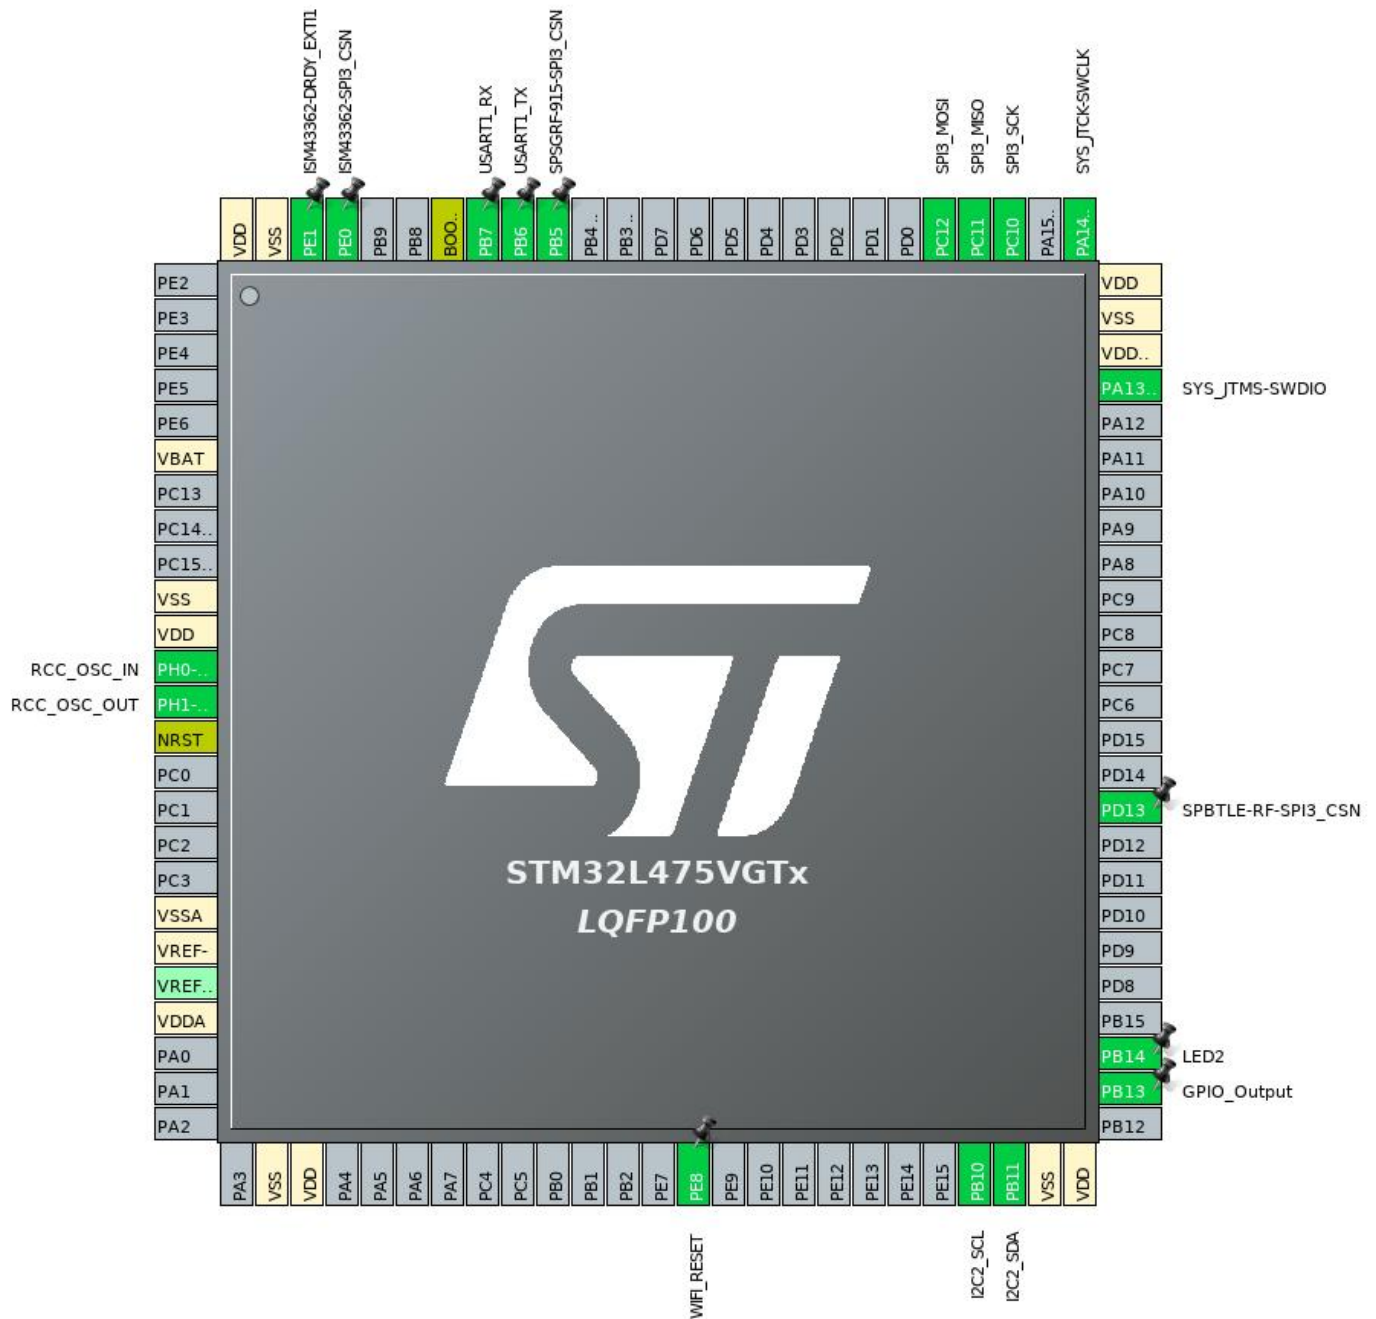 ISM43362-DRDY_EXTI1
ISM43362-SPI3_CSN
USART1_RX
USART1_TX
SPSGRF-915-SPI3_CSN
SPI3_MOSI
SPI3_MISO
SPI3_SCK
SYS_JTCK-SWCLK
VDD
VSS
PE1
PE0
PB9
PB8
BOO..
PB7
PB6
PB5
PB4 ..
PB3 ..
PD7
PD6
PD5
PD4
PD3
PD2
PD1
PD0
PC12
PC11
PC10
PA15..
PA14..
PE2
PE3
PE4
PE5
PE6
VBAT
PC13
PC14..
PC15..
VSS
VDD
RCC_OSC_IN
PH0-..
RCC_OSC_OUT
PH1-..
NRST
PC0
PC1
PC2
PC3
VSSA
VREF-
VREF..
VDDA
PA0
PA1
PA2
ST
STM32L475VGTx
LQFP100
VDD
VSS
VDD..
PA13..
SYS_JTMS-SWDIO
PA12
PA11
PA10
PA9
PA8
PC9
PC8
PC7
PC6
PD15
PD14
PD13
SPBTLE-RF-SPI3_CSN
PD12
PD11
PD10
PD9
PD8
PB15
PB14
LED2
PB13
GPIO_Output
PB12
PA3
VSS
VDD
PA4
PA5
PA6
PA7
PC4
PC5
PB0
PB1
PB2
PE7
PE8
PE9
PE10
PE11
PE12
PE13
PE14
PE15
PB10
PB11
VSS
VDD
WIFI_RESET
I2C2_SCL
I2C2_SDA